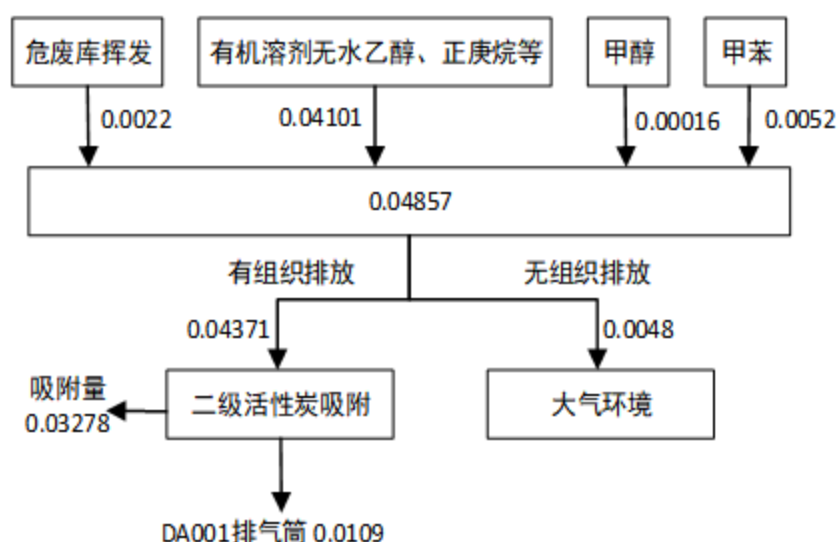 危废库挥发
有机溶剂无水乙醇、正庚烷等
甲醇
甲苯
0.0022
0.04101
0.00016
0.0052
0.04857
有组织排放
无组织排放
0.04371
0.0048
吸附量
0.03278
二级活性炭吸附
大气环境
DA001排气筒 0.0109